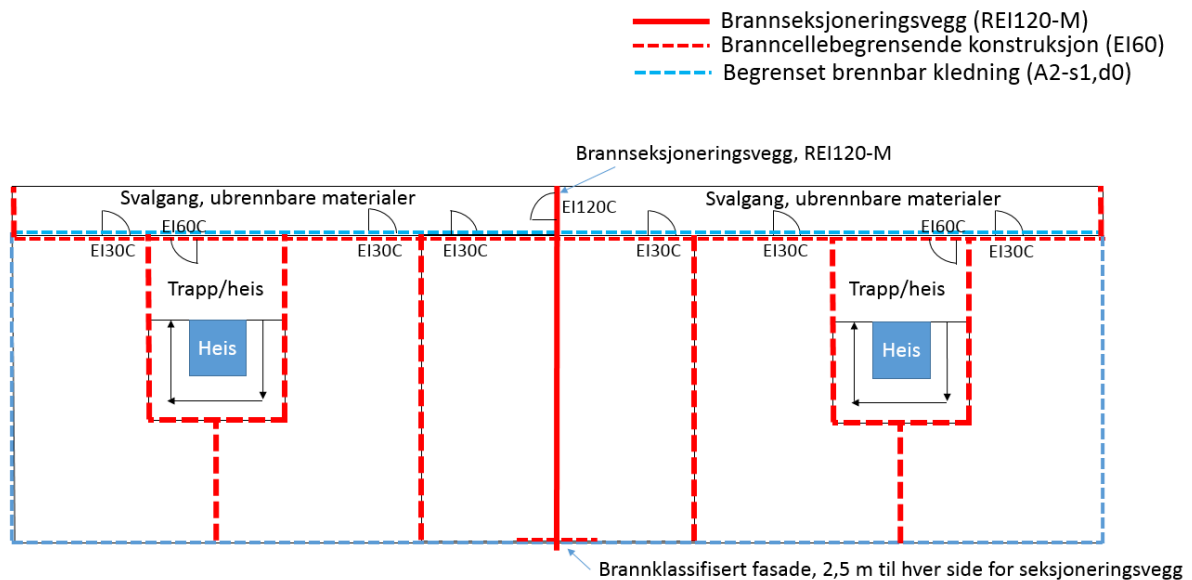 Brannseksjoneringsvegg (REI120-M)
Branncellebegrensende konstruksjon (EI60)
Begrenset brennbar kledning (A2-s1,d0)
Brannseksjoneringsvegg, REI120-M
Svalgang, ubrennbare materialer
Svalgang, ubrennbare materialer
EI120C
EI60C
EI60C
EI30C
EI30C
EI30C
EI30C
EI30C
EI30C
Trapp/heis
Trapp/heis
Heis
Heis
Brannklassifisert fasade, 2,5 m til hver side for seksjoneringsvegg